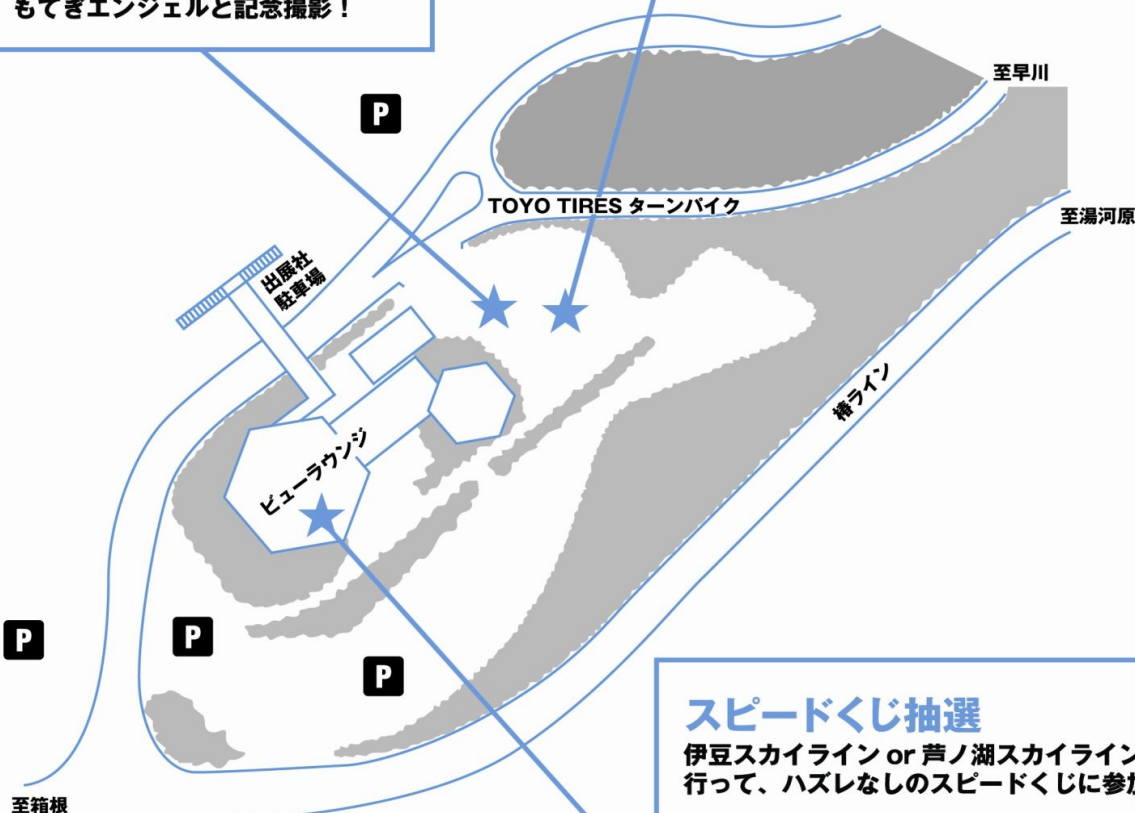 もてぎエンジェルと記念撮影！
至早川
P
TOYO TIRES ターンパイク
至湯河原
出展社
駐車場
椿ライン
ビューラウンジ
P
P
P
スピードくじ抽選
伊豆スカイライン or 芦ノ湖スカイライン
行って、ハズレなしのスピードくじに参加
至箱根